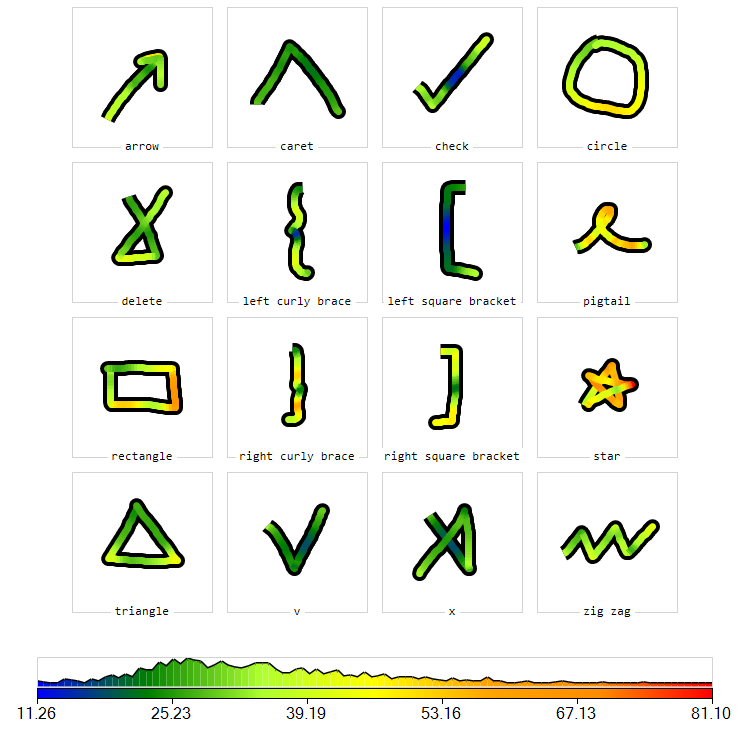 arrow caret check circle
delete left curly brace left square bracket pigtail
rectangle right curly brace right square bracket star
triangle v x zig zag
11.26 25.23 39.19 53.16 67.13 81.10